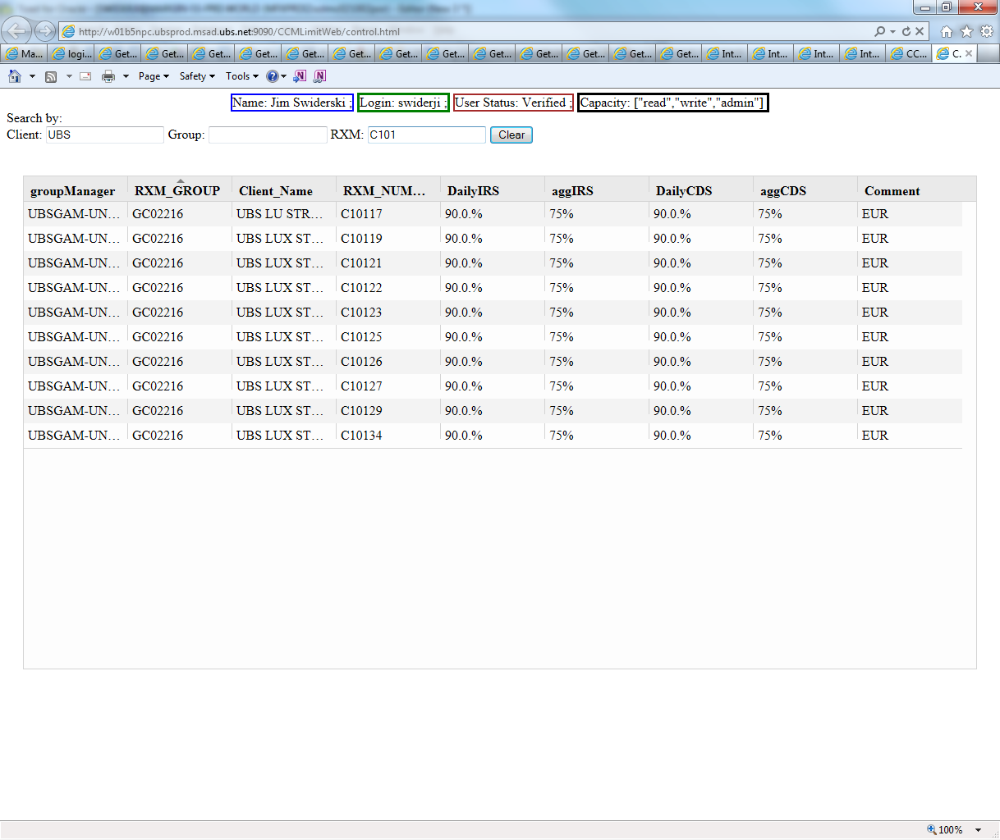 http://w01b5npc.ubsprod.msad.ubs.net:9090/CCMLimitWeb/control.html
Ma... logi... Get... Get... Get... Get... Get... Get... Get... Get... Get... Get... Get... Get... Get... Int... Int... Int... Int... CC... C.
Page Safety Tools
Name: Jim Swiderski ; Login: swiderji ; User Status: Verified ; Capacity: ["read","write","admin"]
Search by:
Client: UBS Group: RXM: C101 Clear
groupManager RXM_GROUP Client_Name RXM_NUM... DailyIRS aggIRS DailyCDS aggCDS Comment
UBSGAM-UN... GC02216 UBS LU STR... C10117 90.0.% 75% 90.0.% 75% EUR
UBSGAM-UN... GC02216 UBS LUX ST... C10119 90.0.% 75% 90.0.% 75% EUR
UBSGAM-UN... GC02216 UBS LUX ST... C10121 90.0.% 75% 90.0.% 75% EUR
UBSGAM-UN... GC02216 UBS LUX ST... C10122 90.0.% 75% 90.0.% 75% EUR
UBSGAM-UN... GC02216 UBS LUX ST... C10123 90.0.% 75% 90.0.% 75% EUR
UBSGAM-UN... GC02216 UBS LUX ST... C10125 90.0.% 75% 90.0.% 75% EUR
UBSGAM-UN... GC02216 UBS LUX ST... C10126 90.0.% 75% 90.0.% 75% EUR
UBSGAM-UN... GC02216 UBS LUX ST... C10127 90.0.% 75% 90.0.% 75% EUR
UBSGAM-UN... GC02216 UBS LUX ST... C10129 90.0.% 75% 90.0.% 75% EUR
UBSGAM-UN... GC02216 UBS LUX ST... C10134 90.0.% 75% 90.0.% 75% EUR
100%